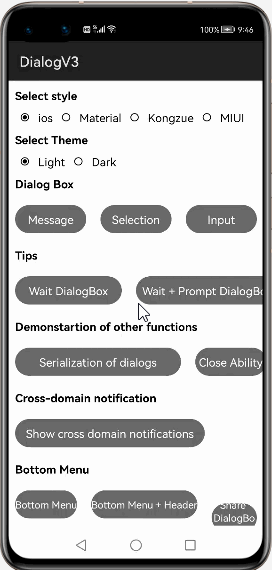 100% 9:46
DialogV3
Select style
ios Material Kongzue MIUI
Select Theme
Light Dark
Dialog Box
Message Selection Input
Tips
Wait DialogBox Wait + Prompt DialogBo
Demonstartion of other functions
Serialization of dialogs Close Ability
Cross-domain notification
Show cross domain notifications
Bottom Menu
Bottom Menu Bottom Menu + Header Share
DialogBo